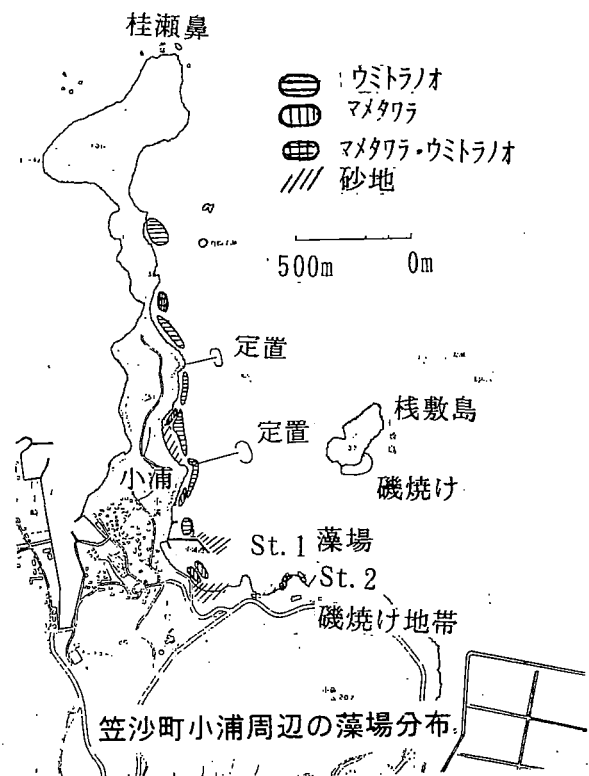 桂瀬鼻
ウミトラノオ
マメタワラ
マメタワラ・ウミトラノオ
砂地
500m 0m
定置
桟敷島
定置
磯焼け
小浦
St.1 藻場
St.2
磯焼け地帯
笠沙町小浦周辺の藻場分布